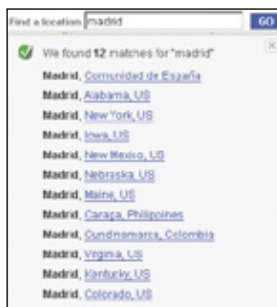 Find a location madrid GO
We found 12 matches for "madrid"
Madrid, Comunidad de España
Madrid, Alabama, US
Madrid, New York, US
Madrid, Iowa, US
Madrid, New Mexico, US
Madrid, Nebraska, US
Madrid, Maine, US
Madrid, Caraga, Philippines
Madrid, Cundinamarca, Colombia
Madrid, Virginia, US
Madrid, Kentucky, US
Madrid, Colorado, US